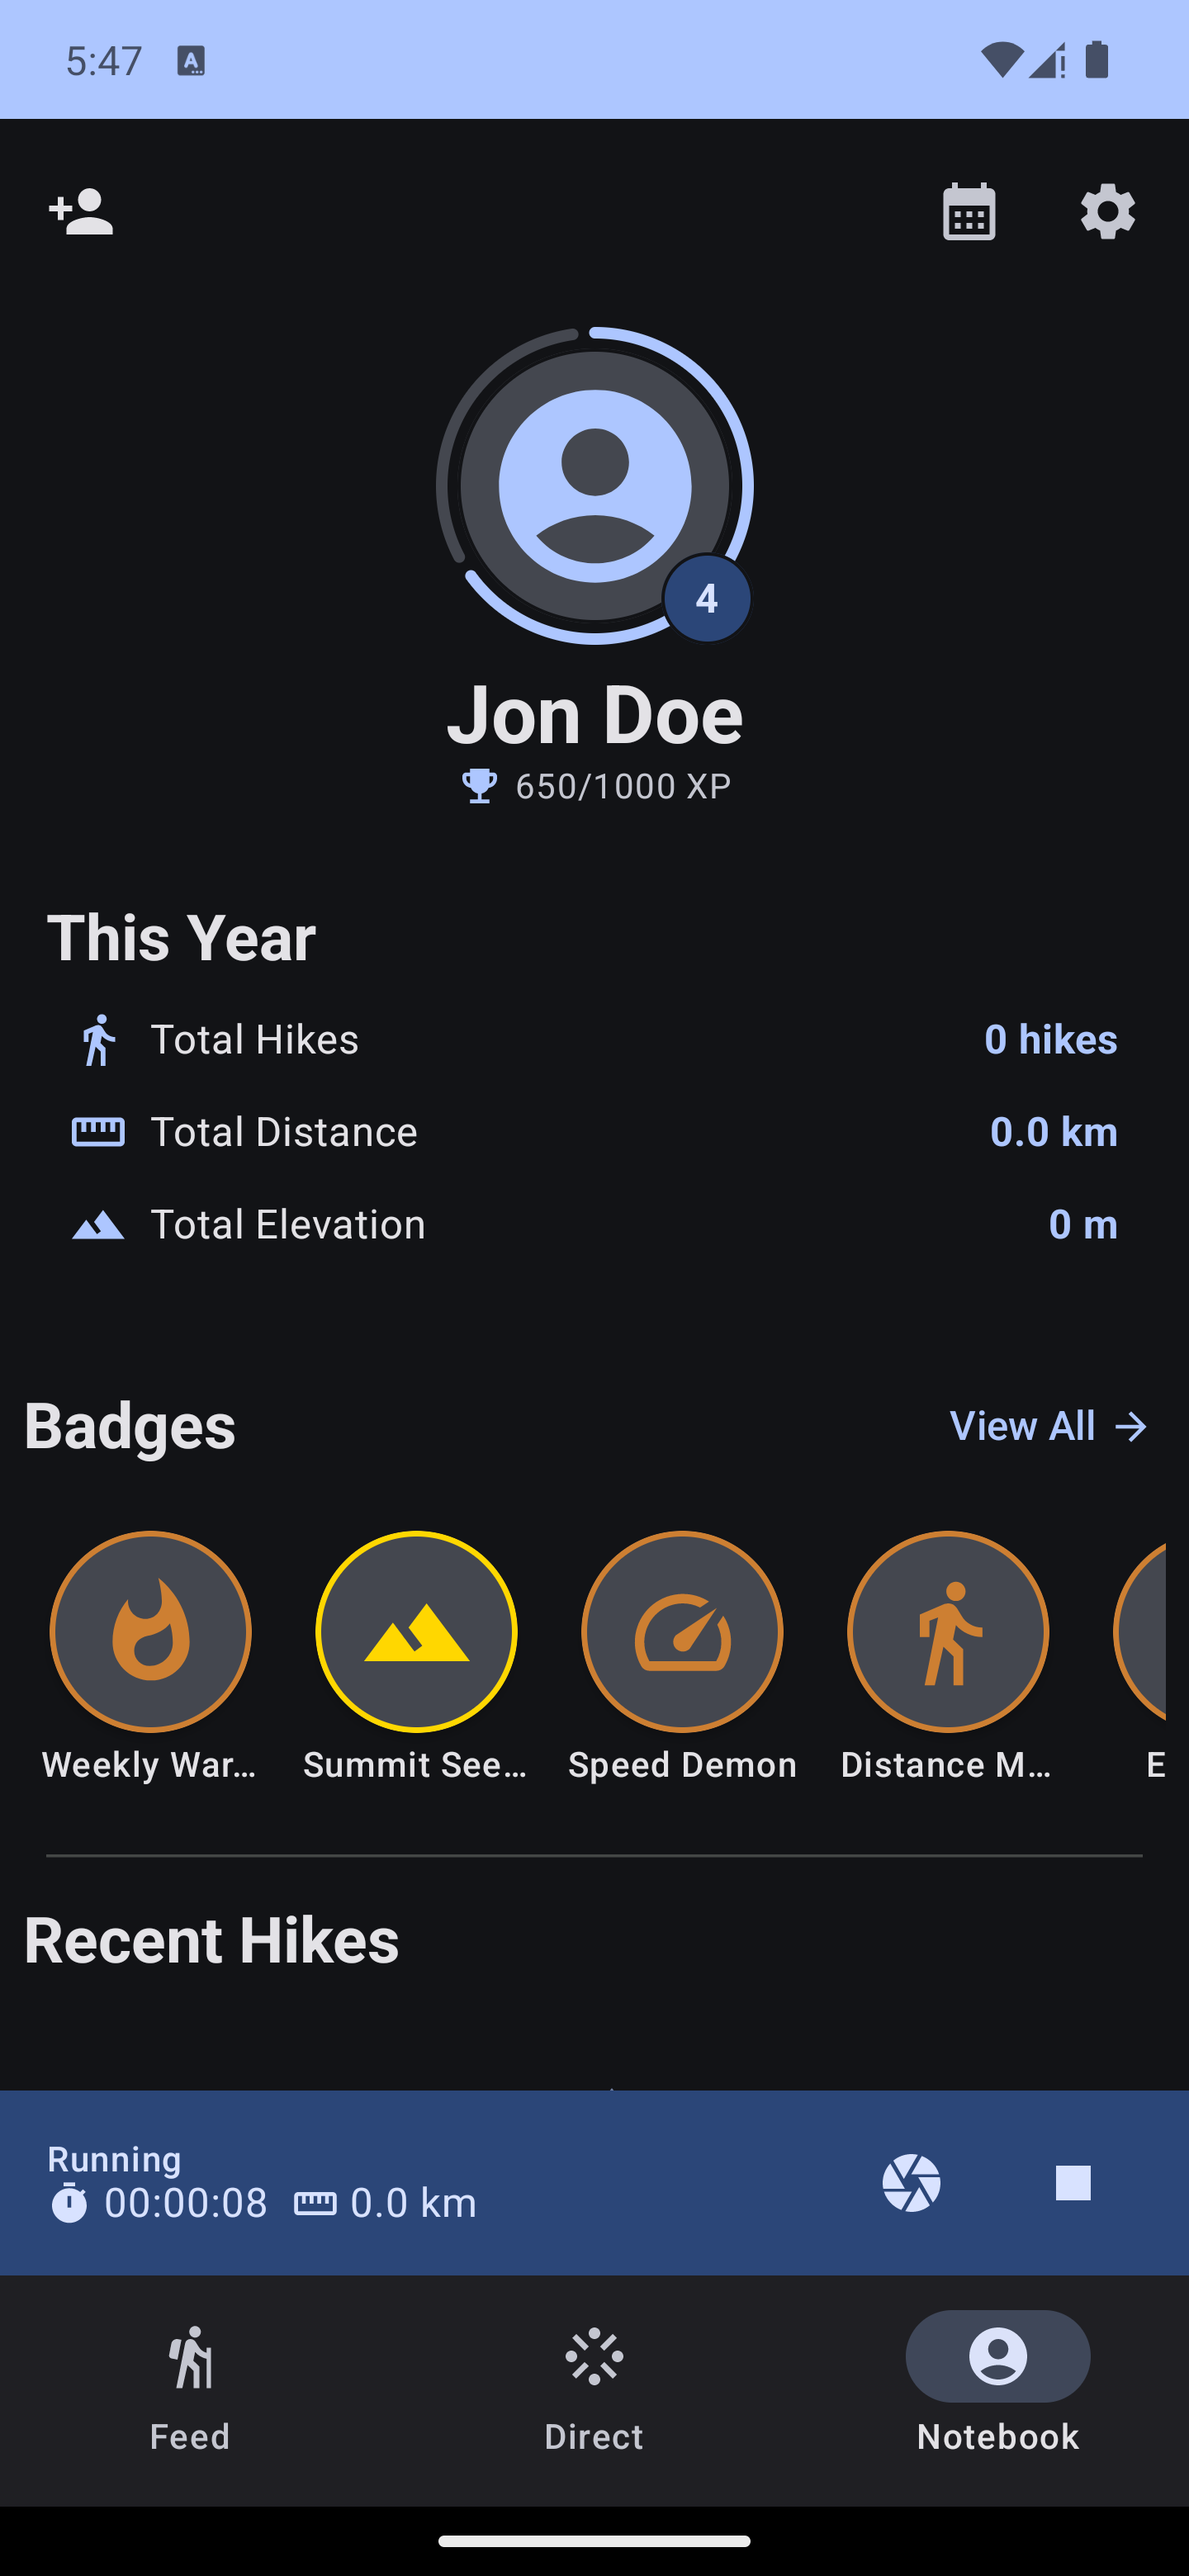 5:47
4
Jon Doe
650/1000 XP
This Year
Total Hikes 0 hikes
Total Distance 0.0 km
Total Elevation 0 m
Badges View All
Weekly War... Summit See... Speed Demon Distance M... E
Recent Hikes
Running
00:00:08 0.0 km
Feed Direct Notebook